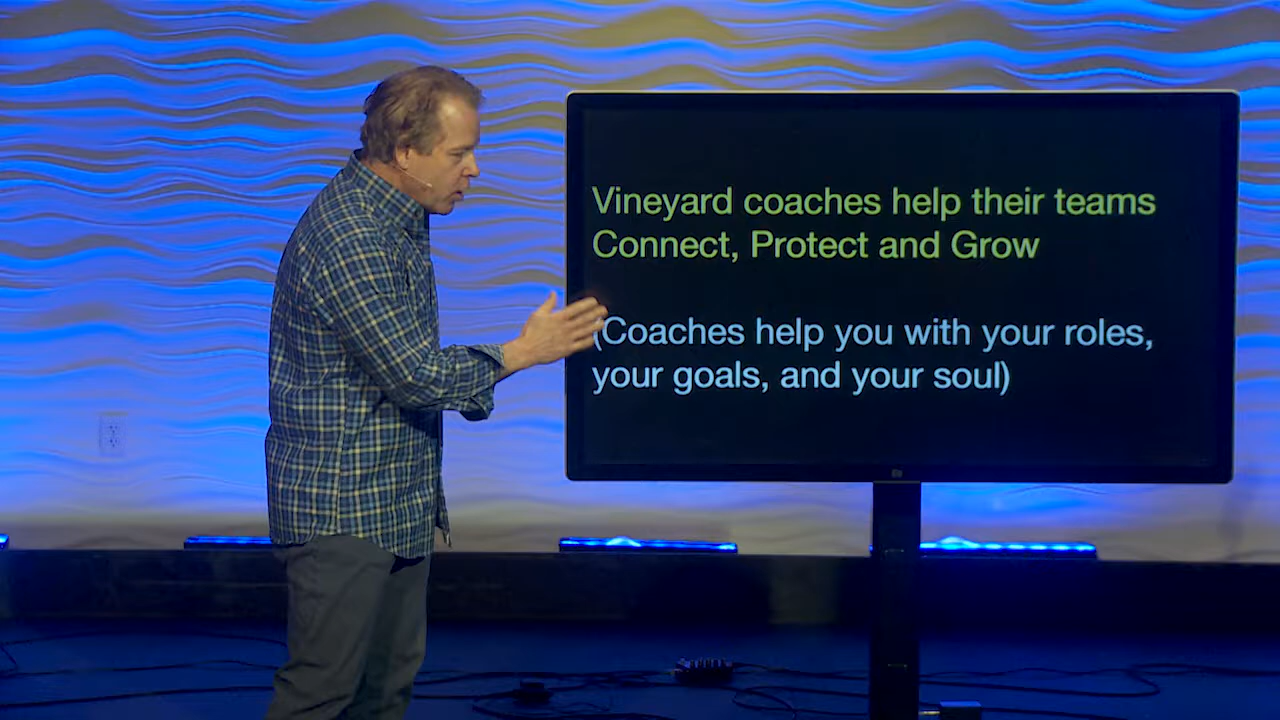 Vineyard coaches help their teams
Connect, Protect and Grow
(Coaches help you with your roles,
your goals, and your soul)